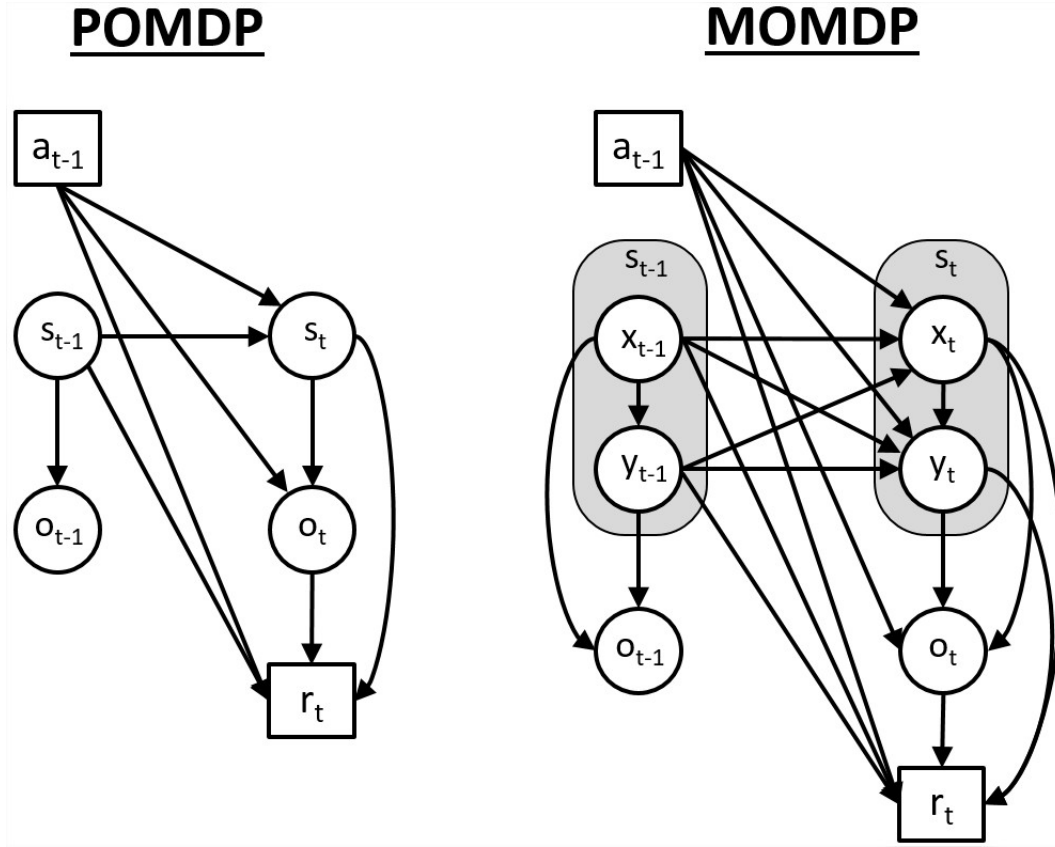 POMDP
a_{t-1}
s_{t-1}
s_t
o_{t-1}
o_t
r_t
MOMDP
a_{t-1}
s_{t-1}
s_t
x_{t-1}
x_t
y_{t-1}
y_t
o_{t-1}
o_t
r_t